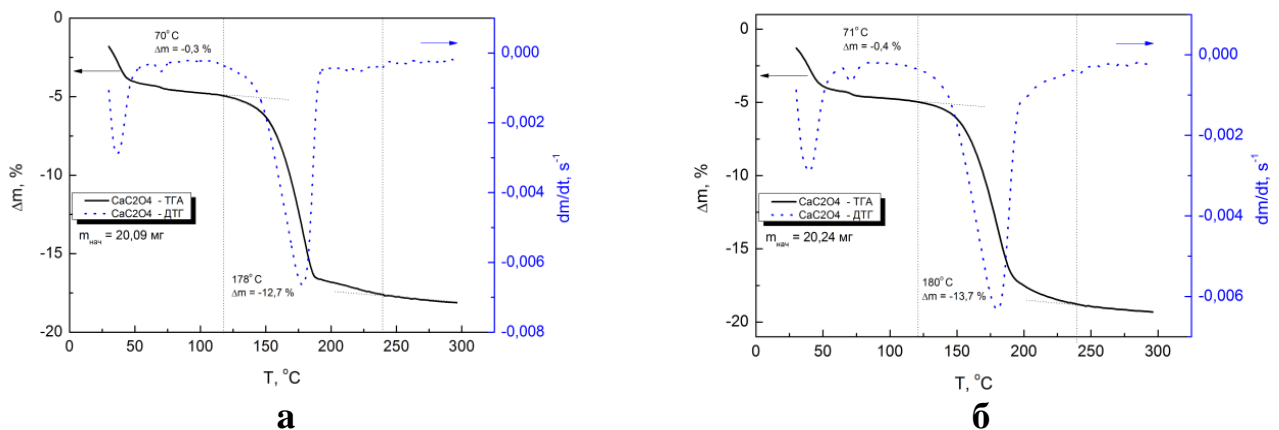 0
-5
-10
-15
-20
Δm, %
0,000
-0,002
-0,004
-0,006
-0,008
dm/dt, s⁻¹
70°C
Δm = -0,3 %
CaC2O4 - ТГА
CaC2O4 - ДТГ
mнач = 20,09 мг
178°C
Δm = -12,7 %
0 50 100 150 200 250 300
T, °C
а
0
-5
-10
-15
-20
Δm, %
0,000
-0,002
-0,004
-0,006
dm/dt, s⁻¹
71°C
Δm = -0,4 %
CaC2O4 - ТГА
CaC2O4 - ДТГ
mнач = 20,24 мг
180°C
Δm = -13,7 %
0 50 100 150 200 250 300
T, °C
б